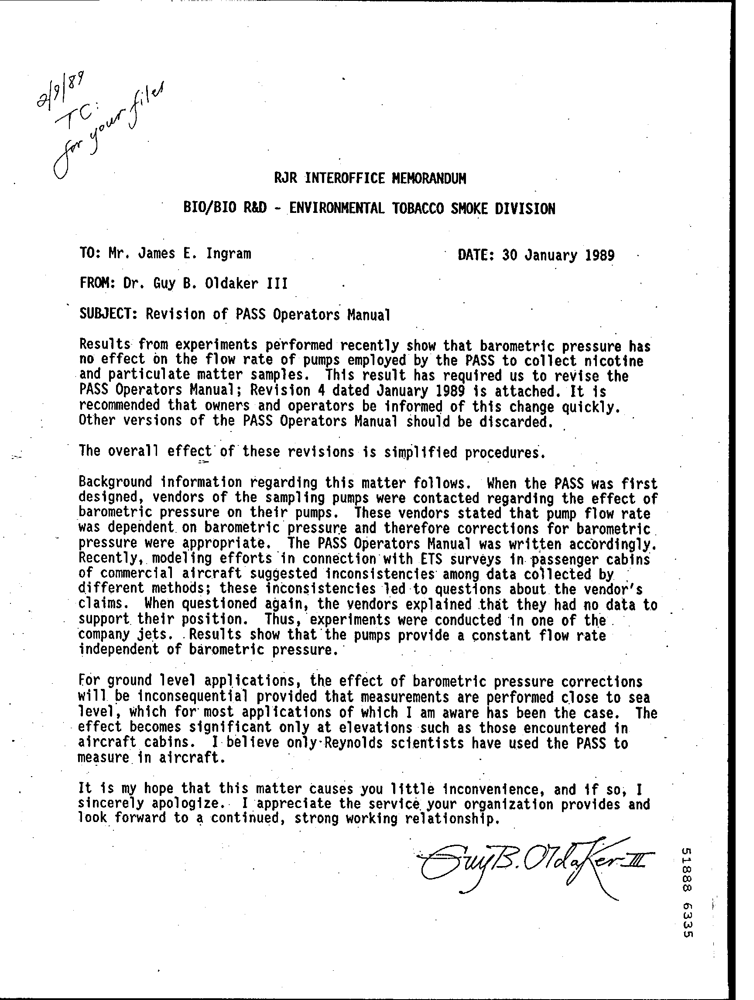 2/9/89
TC:
for your files
RJR INTEROFFICE MEMORANDUM
BIO/BIO R&D - ENVIRONMENTAL TOBACCO SMOKE DIVISION
TO: Mr. James E. Ingram DATE: 30 January 1989
FROM: Dr. Guy B. Oldaker III
SUBJECT: Revision of PASS Operators Manual
Results from experiments performed recently show that barometric pressure has
no effect on the flow rate of pumps employed by the PASS to collect nicotine
and particulate matter samples. This result has required us to revise the
PASS Operators Manual; Revision 4 dated January 1989 is attached. It is
recommended that owners and operators be informed of this change quickly.
Other versions of the PASS Operators Manual should be discarded.
The overall effect of these revisions is simplified procedures.
Background information regarding this matter follows. When the PASS was first
designed, vendors of the sampling pumps were contacted regarding the effect of
barometric pressure on their pumps. These vendors stated that pump flow rate
was dependent on barometric pressure and therefore corrections for barometric
pressure were appropriate. The PASS Operators Manual was written accordingly.
Recently, modeling efforts in connection with ETS surveys in passenger cabins
of commercial aircraft suggested inconsistencies among data collected by
different methods; these inconsistencies led to questions about the vendor's
claims. When questioned again, the vendors explained that they had no data to
support their position. Thus, experiments were conducted in one of the
company jets. Results show that the pumps provide a constant flow rate
independent of barometric pressure.
For ground level applications, the effect of barometric pressure corrections
will be inconsequential provided that measurements are performed close to sea
level, which for most applications of which I am aware has been the case. The
effect becomes significant only at elevations such as those encountered in
aircraft cabins. I believe only Reynolds scientists have used the PASS to
measure in aircraft.
It is my hope that this matter causes you little inconvenience, and if so, I
sincerely apologize. I appreciate the service your organization provides and
look forward to a continued, strong working relationship.
Guy B. Oldaker III
51888 6335